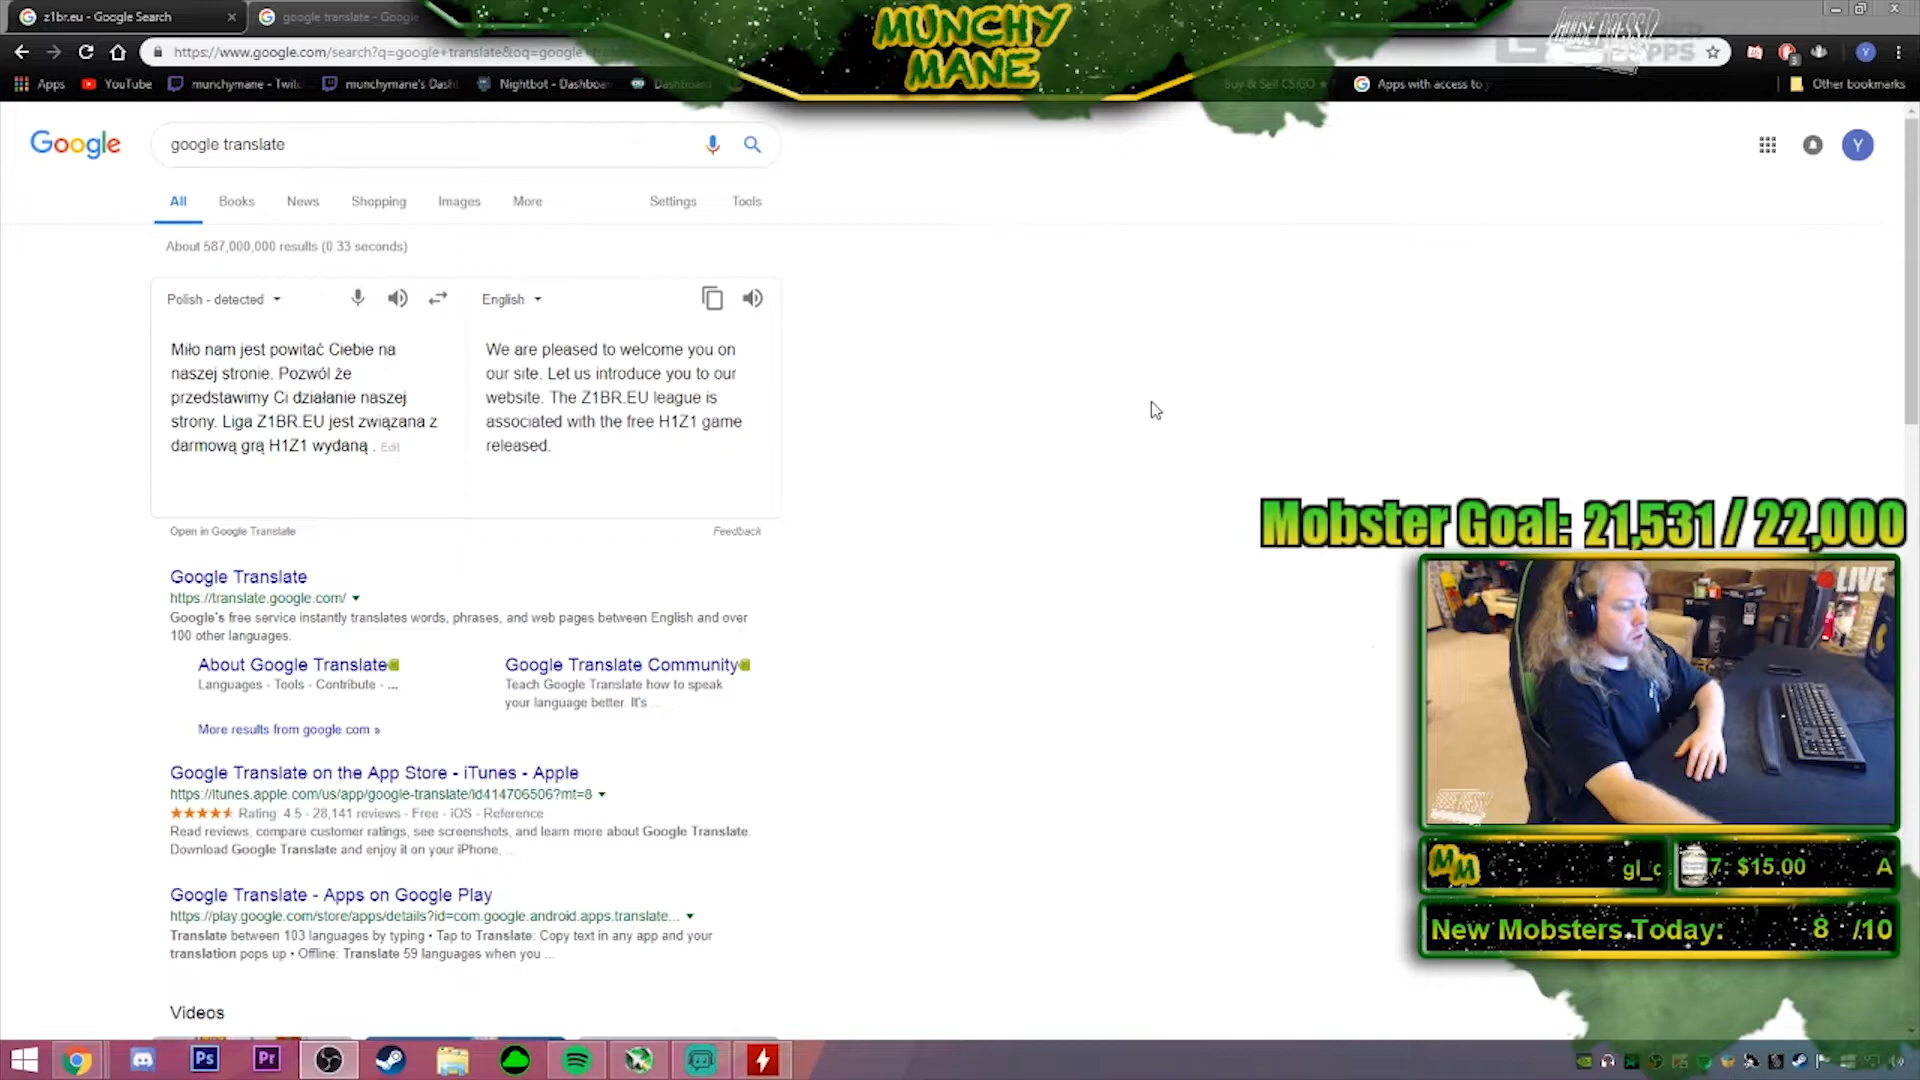 z1br.eu - Google Search
google translate - Google
MUNCHY
MANE
https://www.google.com/search?q=google+translate&oq=google
Apps
YouTube
munchymane - Twitc
munchymane's Dash
Nightbot - Dashboa
Dashboard
Buy & Sell CS:GO
Apps with access to y
Other bookmarks
Google
google translate
Y
All
Books
News
Shopping
Images
More
Settings
Tools
About 587,000,000 results (0.33 seconds)
Polish - detected
English
Miło nam jest powitać Ciebie na
naszej stronie. Pozwól że
przedstawimy Ci działanie naszej
strony. Liga Z1BR.EU jest związana z
darmową grą H1Z1 wydaną . Edit
We are pleased to welcome you on
our site. Let us introduce you to our
website. The Z1BR.EU league is
associated with the free H1Z1 game
released.
Open in Google Translate
Feedback
Google Translate
https://translate.google.com/
Google's free service instantly translates words, phrases, and web pages between English and over
100 other languages.
About Google Translate
Languages - Tools - Contribute - ...
Google Translate Community
Teach Google Translate how to speak
your language better. It's ...
More results from google.com »
Google Translate on the App Store - iTunes - Apple
https://itunes.apple.com/us/app/google-translate/id414706506?mt=8
Rating: 4.5 - 28,141 reviews - Free - iOS - Reference
Read reviews, compare customer ratings, see screenshots, and learn more about Google Translate.
Download Google Translate and enjoy it on your iPhone, ...
Google Translate - Apps on Google Play
https://play.google.com/store/apps/details?id=com.google.android.apps.translate...
Translate between 103 languages by typing • Tap to Translate: Copy text in any app and your
translation pops up • Offline: Translate 59 languages when you ...
Videos
Mobster Goal: 21,531 / 22,000
LIVE
MM
gl_c
7: $15.00
A
New Mobsters Today: 8 /10
Ps
Pr